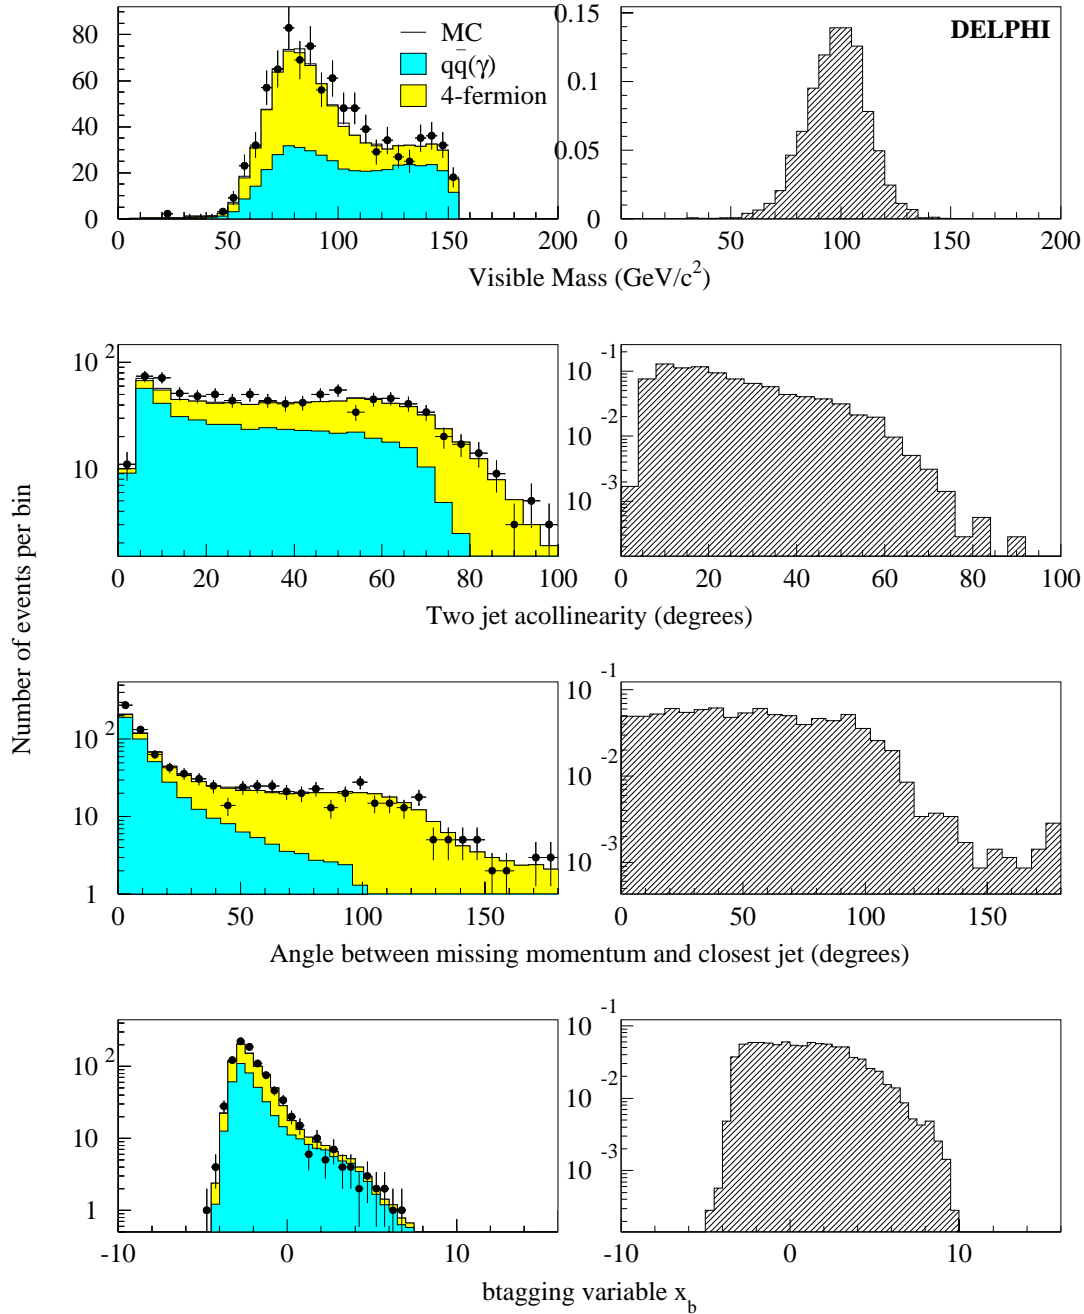 Number of events per bin
80
60
40
20
0
MC
qq̄(γ)
4-fermion
0 50 100 150 200
0.15
0.1
0.05
0
DELPHI
0 50 100 150 200
Visible Mass (GeV/c²)
10²
10
0 20 40 60 80 100
10⁻¹
10⁻²
10⁻³
0 20 40 60 80 100
Two jet acollinearity (degrees)
10²
10
1
0 50 100 150
10⁻¹
10⁻²
10⁻³
0 50 100 150
Angle between missing momentum and closest jet (degrees)
10²
10
1
-10 0 10
10⁻¹
10⁻²
10⁻³
-10 0 10
btagging variable x_b